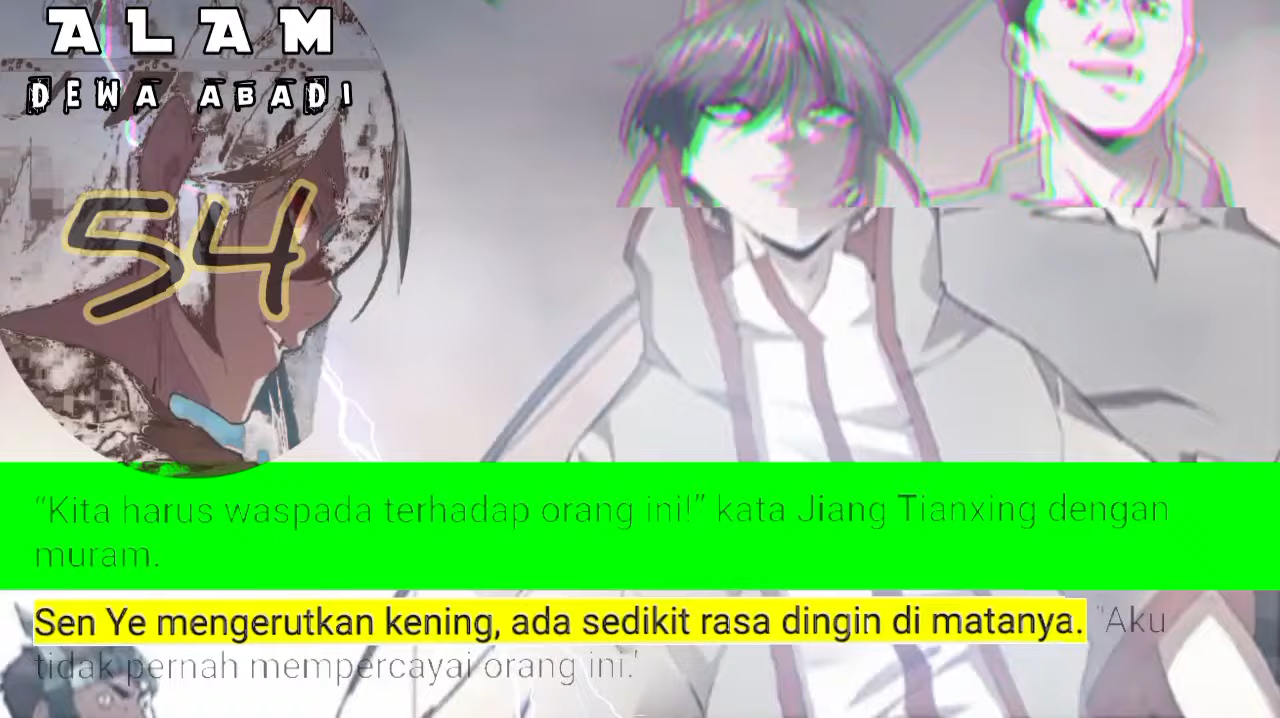 ALAM
DEWA ABADI
54
“Kita harus waspada terhadap orang ini!” kata Jiang Tianxing dengan
muram.
Sen Ye mengerutkan kening, ada sedikit rasa dingin di matanya. "Aku
tidak pernah mempercayai orang ini.'